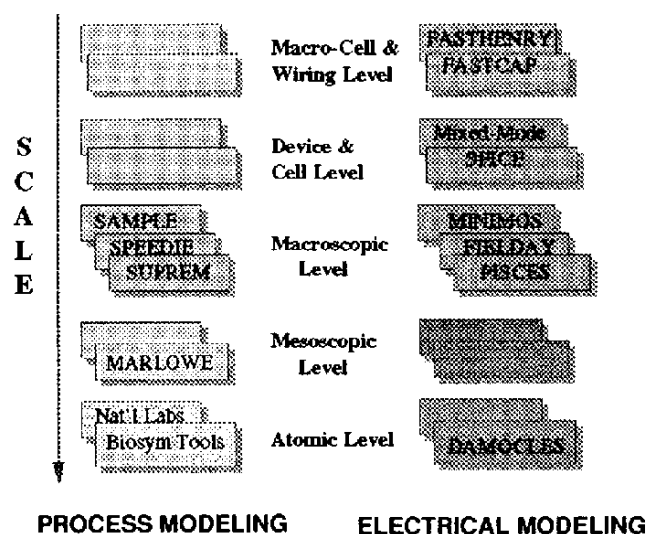 SCALE
Macro-Cell &
Wiring Level
FASTHENRY
FASTCAP
Device &
Cell Level
Mixed-Mode
SPICE
SAMPLE
SPEEDIE
SUPREM
Macroscopic
Level
MINIMOS
FIELDAY
PISCES
MARLOWE
Mesoscopic
Level
Nat'l Labs
Biosym Tools
Atomic Level
DAMOCLES
PROCESS MODELING
ELECTRICAL MODELING